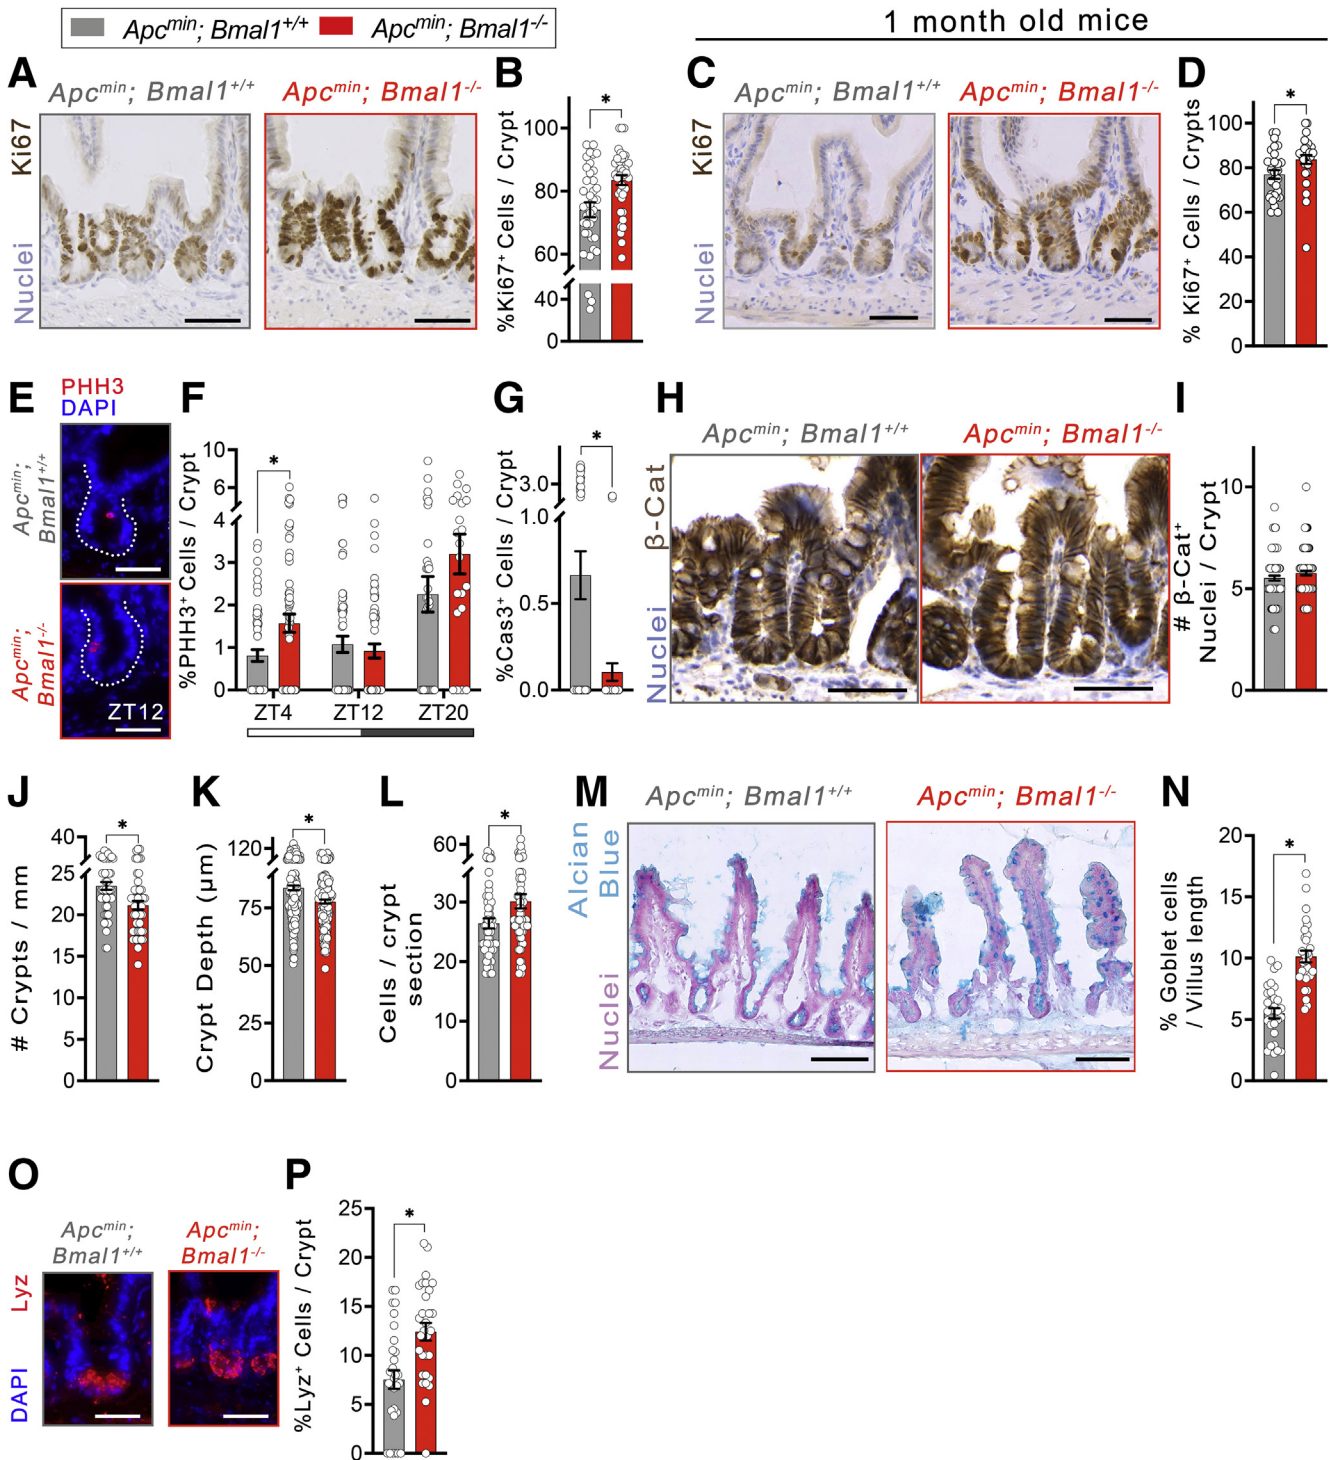 Apcmin; Bmal1+/+ Apcmin; Bmal1-/-
1 month old mice
A
Apcmin; Bmal1+/+
Apcmin; Bmal1-/-
Nuclei Ki67
B
%Ki67+ Cells / Crypt
100
80
60
40
0
*
C
Apcmin; Bmal1+/+
Apcmin; Bmal1-/-
Nuclei Ki67
D
% Ki67+ Cells / Crypts
100
80
60
40
20
0
*
E
PHH3
DAPI
Apcmin;
Bmal1+/+
Apcmin;
Bmal1-/-
ZT12
F
%PHH3+ Cells / Crypt
10
6
4
3
2
1
0
*
ZT4 ZT12 ZT20
G
%Cass3+ Cells / Crypt
3.0
1.0
0.5
0.0
*
H
Apcmin; Bmal1+/+
Apcmin; Bmal1-/-
Nuclei β-Cat
I
# β-Cat+
Nuclei / Crypt
10
5
0
J
# Crypts / mm
40
25
20
15
10
5
0
*
K
Crypt Depth (μm)
120
75
50
25
0
*
L
Cells / crypt
section
60
30
20
10
0
*
M
Apcmin; Bmal1+/+
Apcmin; Bmal1-/-
Alcian
Blue
Nuclei
N
% Goblet cells
/ Villus length
20
15
10
5
0
*
O
Apcmin;
Bmal1+/+
Apcmin;
Bmal1-/-
DAPI Lyz
P
%Lyz+ Cells / Crypt
25
20
15
10
5
0
*